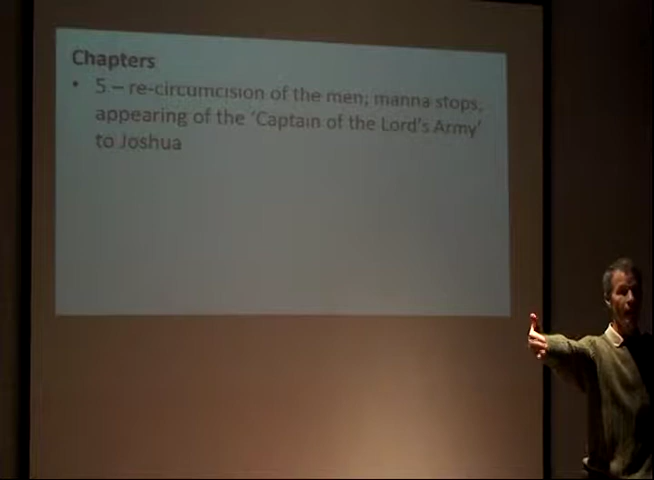 Chapters
• 5 – re-circumcision of the men; manna stops,
appearing of the 'Captain of the Lord's Army'
to Joshua